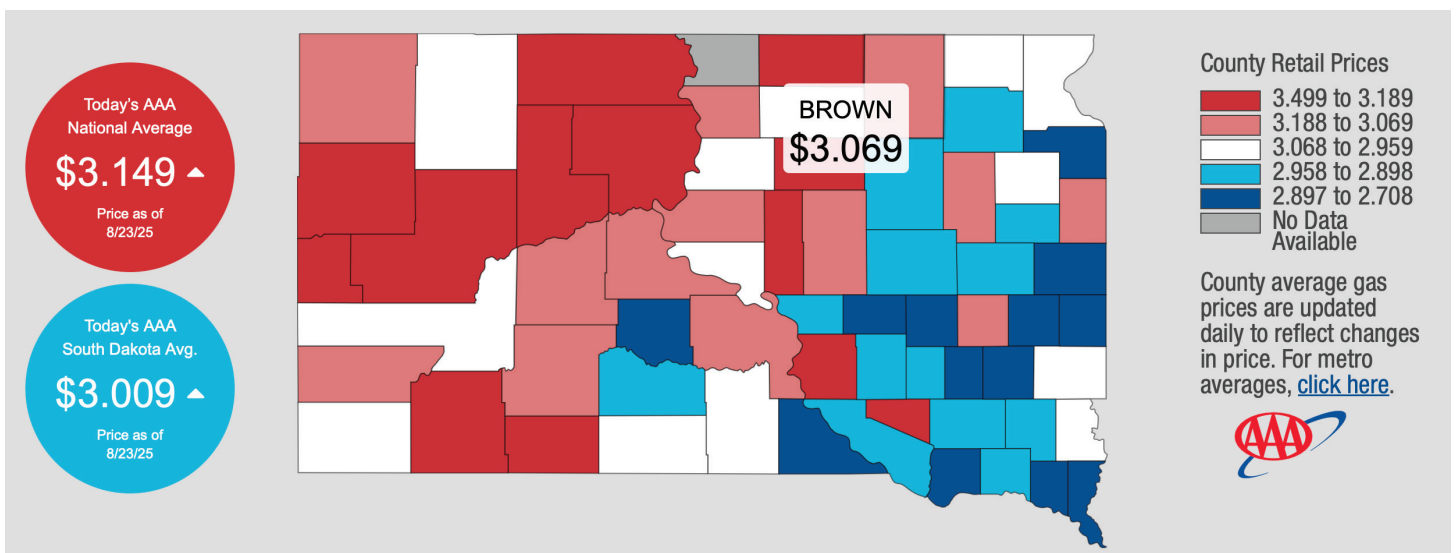 Today's AAA
National Average
$3.149
Price as of
8/23/25
Today's AAA
South Dakota Avg.
$3.009
Price as of
8/23/25
BROWN
$3.069
County Retail Prices
3.499 to 3.189
3.188 to 3.069
3.068 to 2.959
2.958 to 2.898
2.897 to 2.708
No Data
Available
County average gas
prices are updated
daily to reflect changes
in price. For metro
averages, click here.
AAA